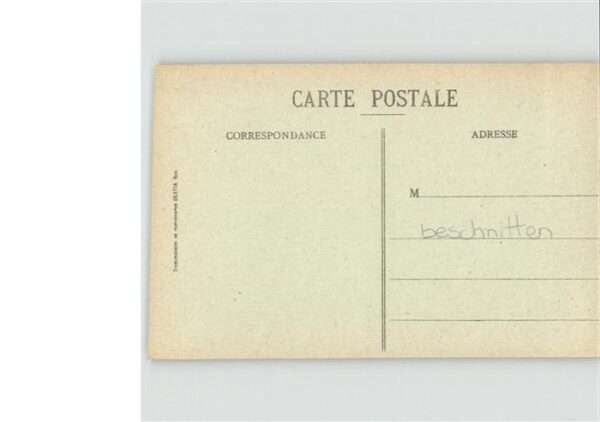 CARTE POSTALE
CORRESPONDANCE
ADRESSE
M
beschnitten